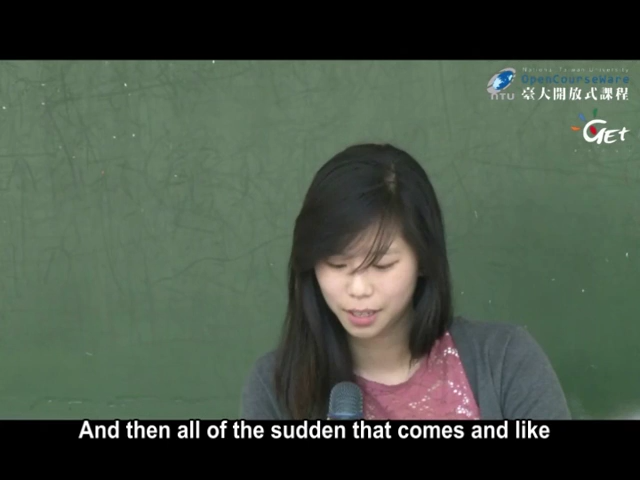 National Taiwan University
OpenCourseWare
NTU 臺大開放式課程
GEt
And then all of the sudden that comes and like